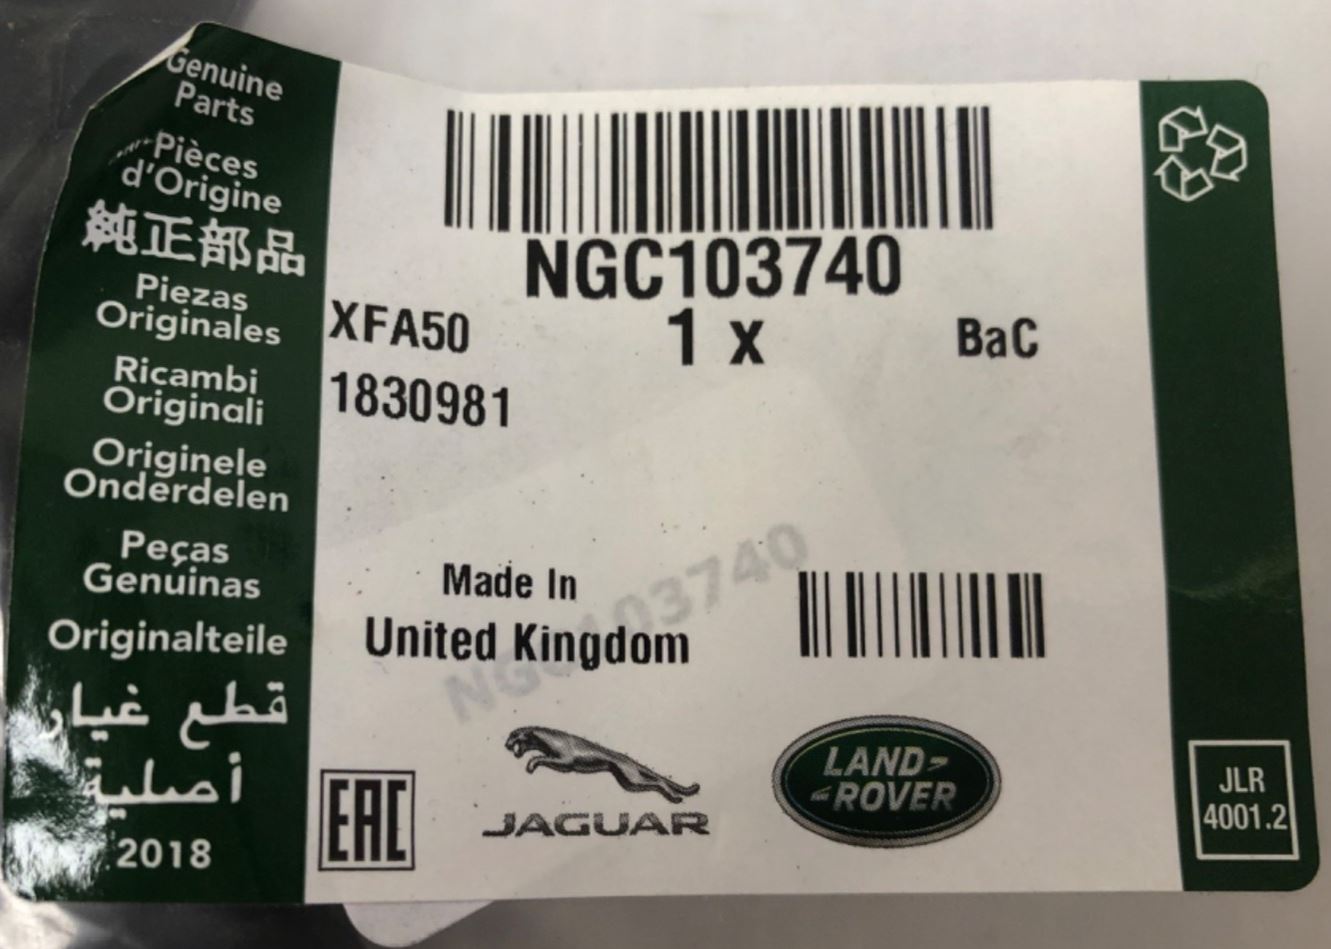 Genuine
Parts
Pièces
d'Origine
純正部品
Piezas
Originales
Ricambi
Originali
Originele
Onderdelen
Peças
Genuinas
Originalteile
قطع غيار
أصلية
2018
NGC103740
XFA50 1 x BaC
1830981
Made In
United Kingdom
NGC103740
EAC
JAGUAR
LAND-
-ROVER
JLR
4001.2